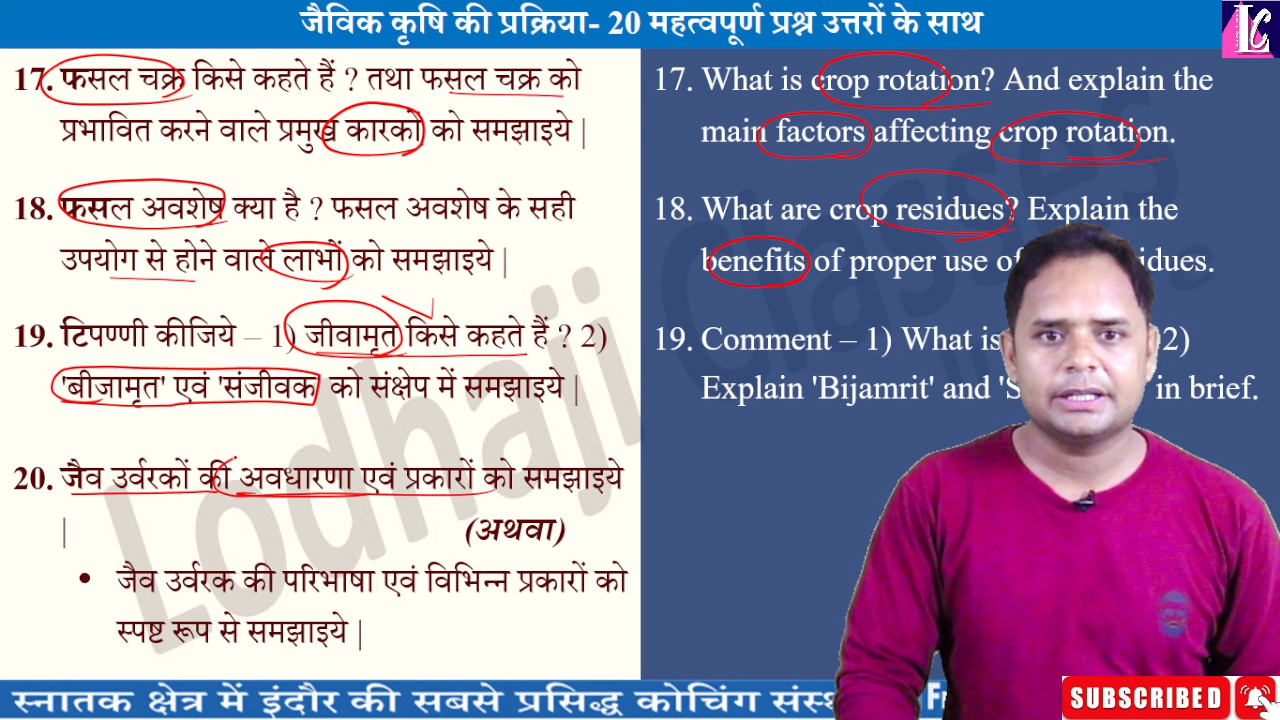 जैविक कृषि की प्रक्रिया- 20 महत्वपूर्ण प्रश्न उत्तरों के साथ
LC
17. फसल चक्र किसे कहते हैं ? तथा फसल चक्र को
प्रभावित करने वाले प्रमुख कारकों को समझाइये |
18. फसल अवशेष क्या है ? फसल अवशेष के सही
उपयोग से होने वाले लाभों को समझाइये |
19. टिपण्णी कीजिये – 1) जीवामृत किसे कहते हैं ? 2)
'बीजामृत' एवं 'संजीवक' को संक्षेप में समझाइये |
20. जैव उर्वरकों की अवधारणा एवं प्रकारों को समझाइये
|
(अथवा)
• जैव उर्वरक की परिभाषा एवं विभिन्न प्रकारों को
स्पष्ट रूप से समझाइये |
17. What is crop rotation? And explain the
main factors affecting crop rotation.
18. What are crop residues? Explain the
benefits of proper use of
19. Comment – 1) What is 2)
Explain 'Bijamrit' and in brief.
Lodhaji Classes
स्नातक क्षेत्र में इंदौर की सबसे प्रसिद्ध कोचिंग
SUBSCRIBED